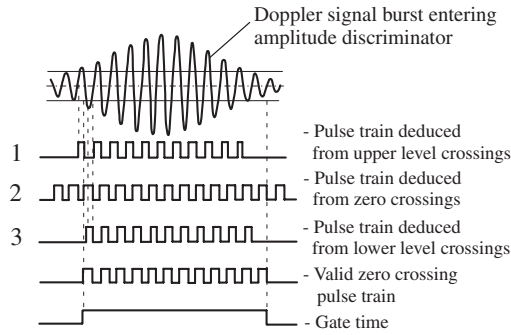 Doppler signal burst entering
amplitude discriminator
1
- Pulse train deduced
from upper level crossings
2
- Pulse train deduced
from zero crossings
3
- Pulse train deduced
from lower level crossings
- Valid zero crossing
pulse train
- Gate time